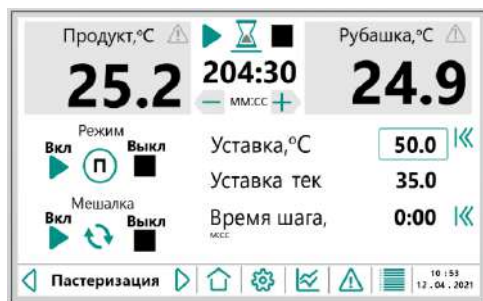 Продукт,°С
25.2
204:30
— мм:сс +
Рубашка,°С
24.9
Режим
Вкл П Выкл
Мешалка
Вкл Выкл
Уставка,°С 50.0
Уставка тек 35.0
Время шага, 0:00
м:сс
Пастеризация
10:53
12.04.2021